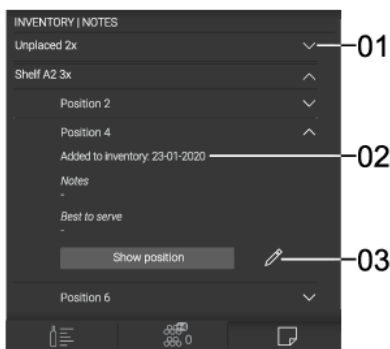 INVENTORY | NOTES
Unplaced 2x
01
Shelf A2 3x
Position 2
Position 4
Added to inventory: 23-01-2020
02
Notes
-
Best to serve
-
Show position
03
Position 6
0